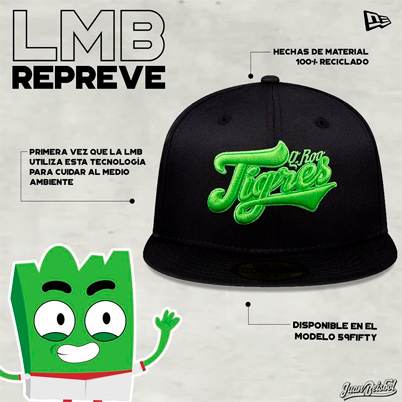 LMB
REPREVE
HECHAS DE MATERIAL
100% RECICLADO
Q. Roo
Tigres
PRIMERA VEZ QUE LA LMB
UTILIZA ESTA TECNOLOGÍA
PARA CUIDAR AL MEDIO
AMBIENTE
DISPONIBLE EN EL
MODELO 59FIFTY
Juan Beisbol